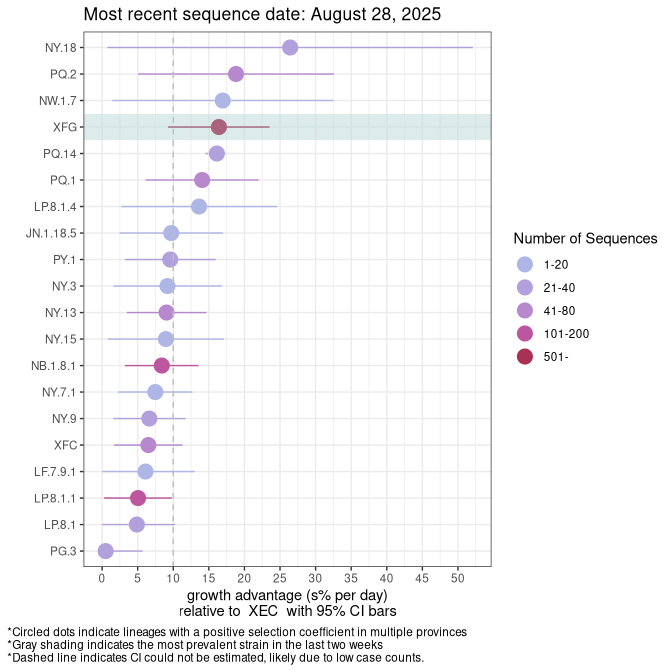 Most recent sequence date: August 28, 2025
NY.18
PQ.2
NW.1.7
XFG
PQ.14
PQ.1
LP.8.1.4
JN.1.18.5
PY.1
NY.3
NY.13
NY.15
NB.1.8.1
NY.7.1
NY.9
XFC
LF.7.9.1
LP.8.1.1
LP.8.1
PG.3
0 5 10 15 20 25 30 35 40 45 50
growth advantage (s% per day)
relative to XEC with 95% CI bars
Number of Sequences
1-20
21-40
41-80
101-200
501-
*Circled dots indicate lineages with a positive selection coefficient in multiple provinces
*Gray shading indicates the most prevalent strain in the last two weeks
*Dashed line indicates CI could not be estimated, likely due to low case counts.